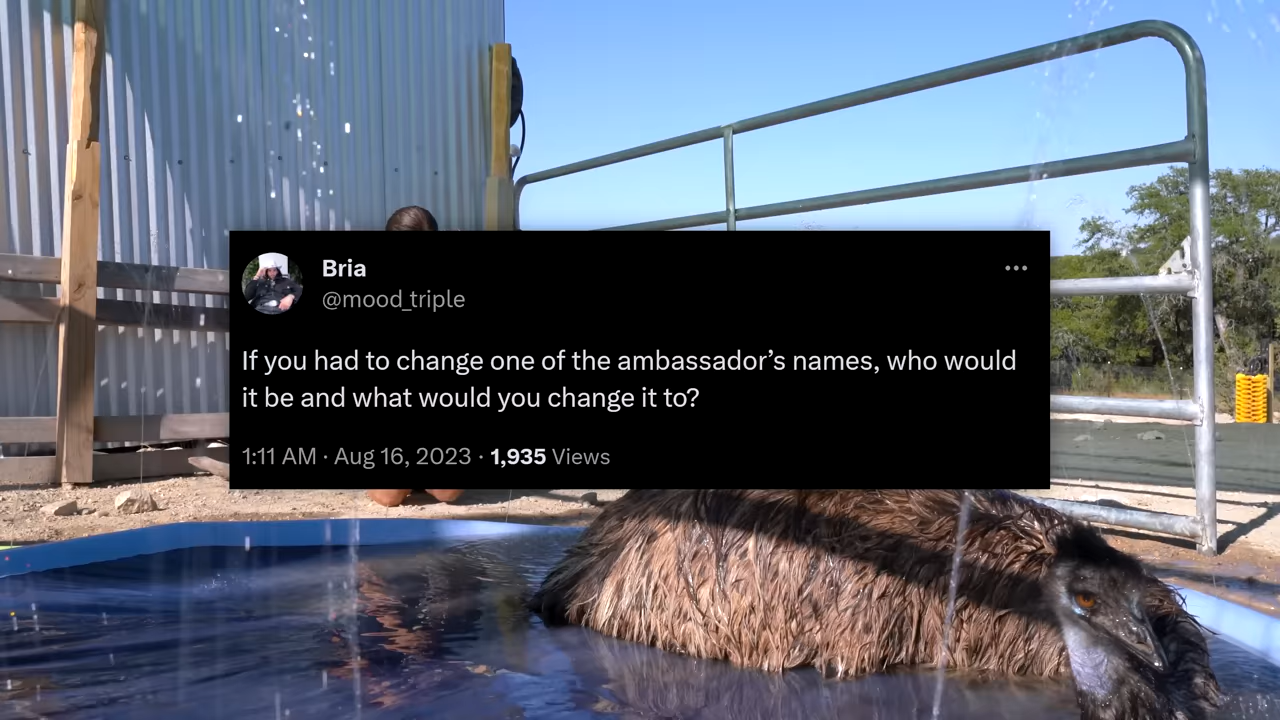 Bria
@mood_triple
If you had to change one of the ambassador’s names, who would
it be and what would you change it to?
1:11 AM · Aug 16, 2023 · 1,935 Views